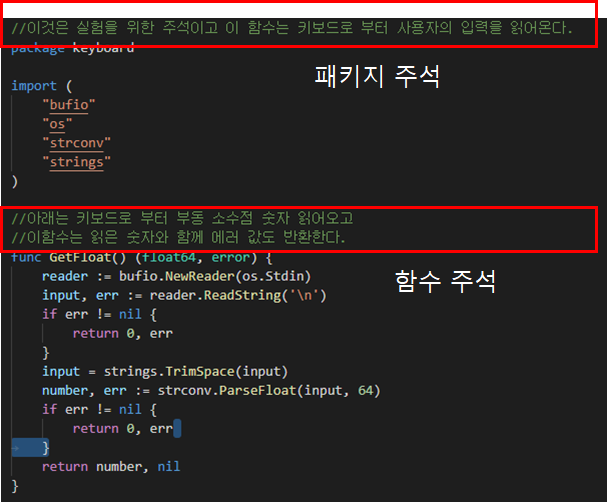 //이것은 실험을 위한 주석이고 이 함수는 키보드로 부터 사용자의 입력을 읽어온다.
package keyboard
패키지 주석
import (
"bufio"
"os"
"strconv"
"strings"
)
//아래는 키보드로 부터 부동 소수점 숫자 읽어오고
//이함수는 읽은 숫자와 함께 에러 값도 반환한다.
func GetFloat() (float64, error) {
함수 주석
reader := bufio.NewReader(os.Stdin)
input, err := reader.ReadString('\n')
if err != nil {
return 0, err
}
input = strings.TrimSpace(input)
number, err := strconv.ParseFloat(input, 64)
if err != nil {
return 0, err
}
return number, nil
}